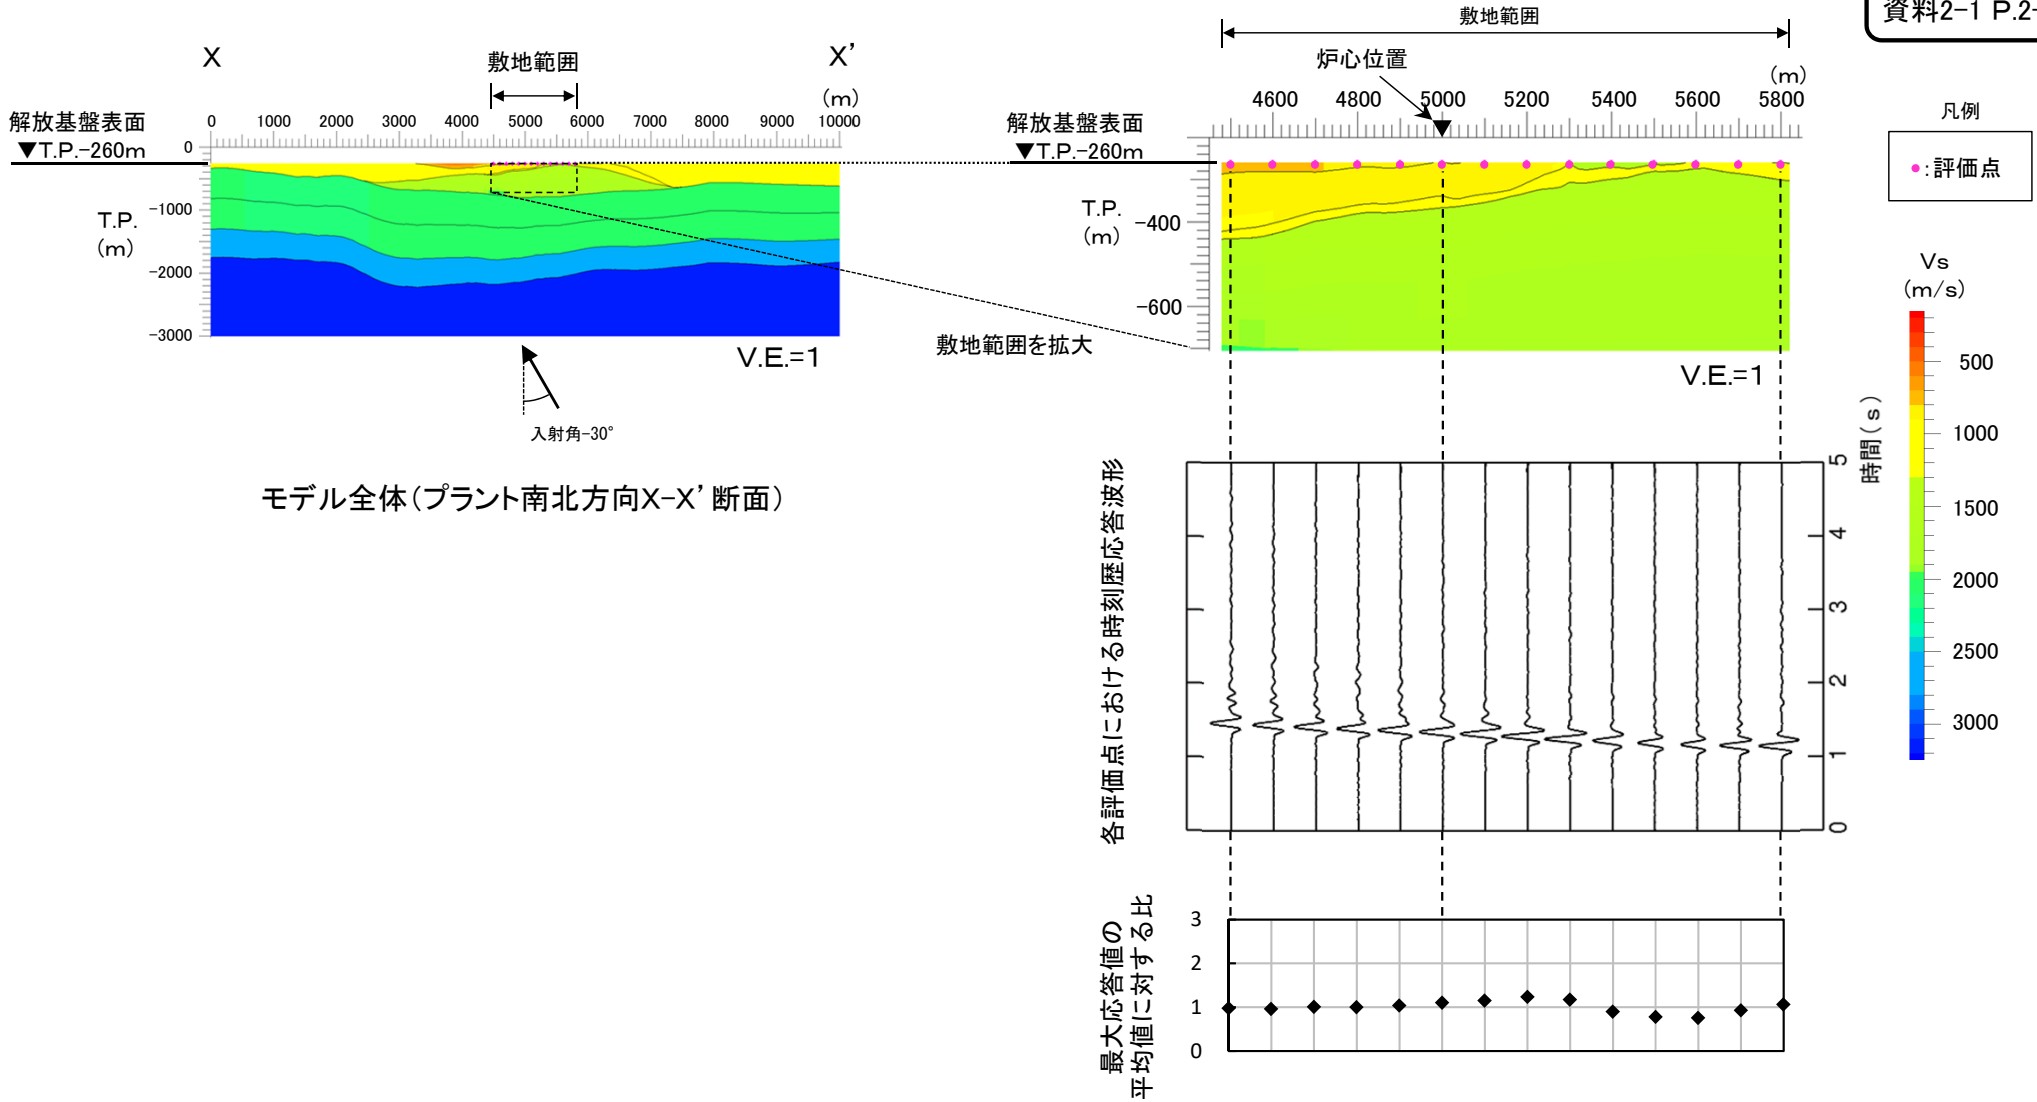 資料2-1 P.2-
X
X’
敷地範囲
(m)
解放基盤表面
▼T.P.-260m
0 1000 2000 3000 4000 5000 6000 7000 8000 9000 10000
0
-1000
-2000
-3000
T.P.
(m)
V.E.=1
入射角-30°
モデル全体(プラント南北方向X-X’断面)
敷地範囲
炉心位置
(m)
4600 4800 5000 5200 5400 5600 5800
解放基盤表面
▼T.P.-260m
T.P.
(m)
-400
-600
敷地範囲を拡大
V.E.=1
凡例
:評価点
Vs
(m/s)
500
1000
1500
2000
2500
3000
各評価点における時刻歴応答波形
時間(s)
5
4
3
2
1
0
最大応答値の
平均値に対する比
3
2
1
0